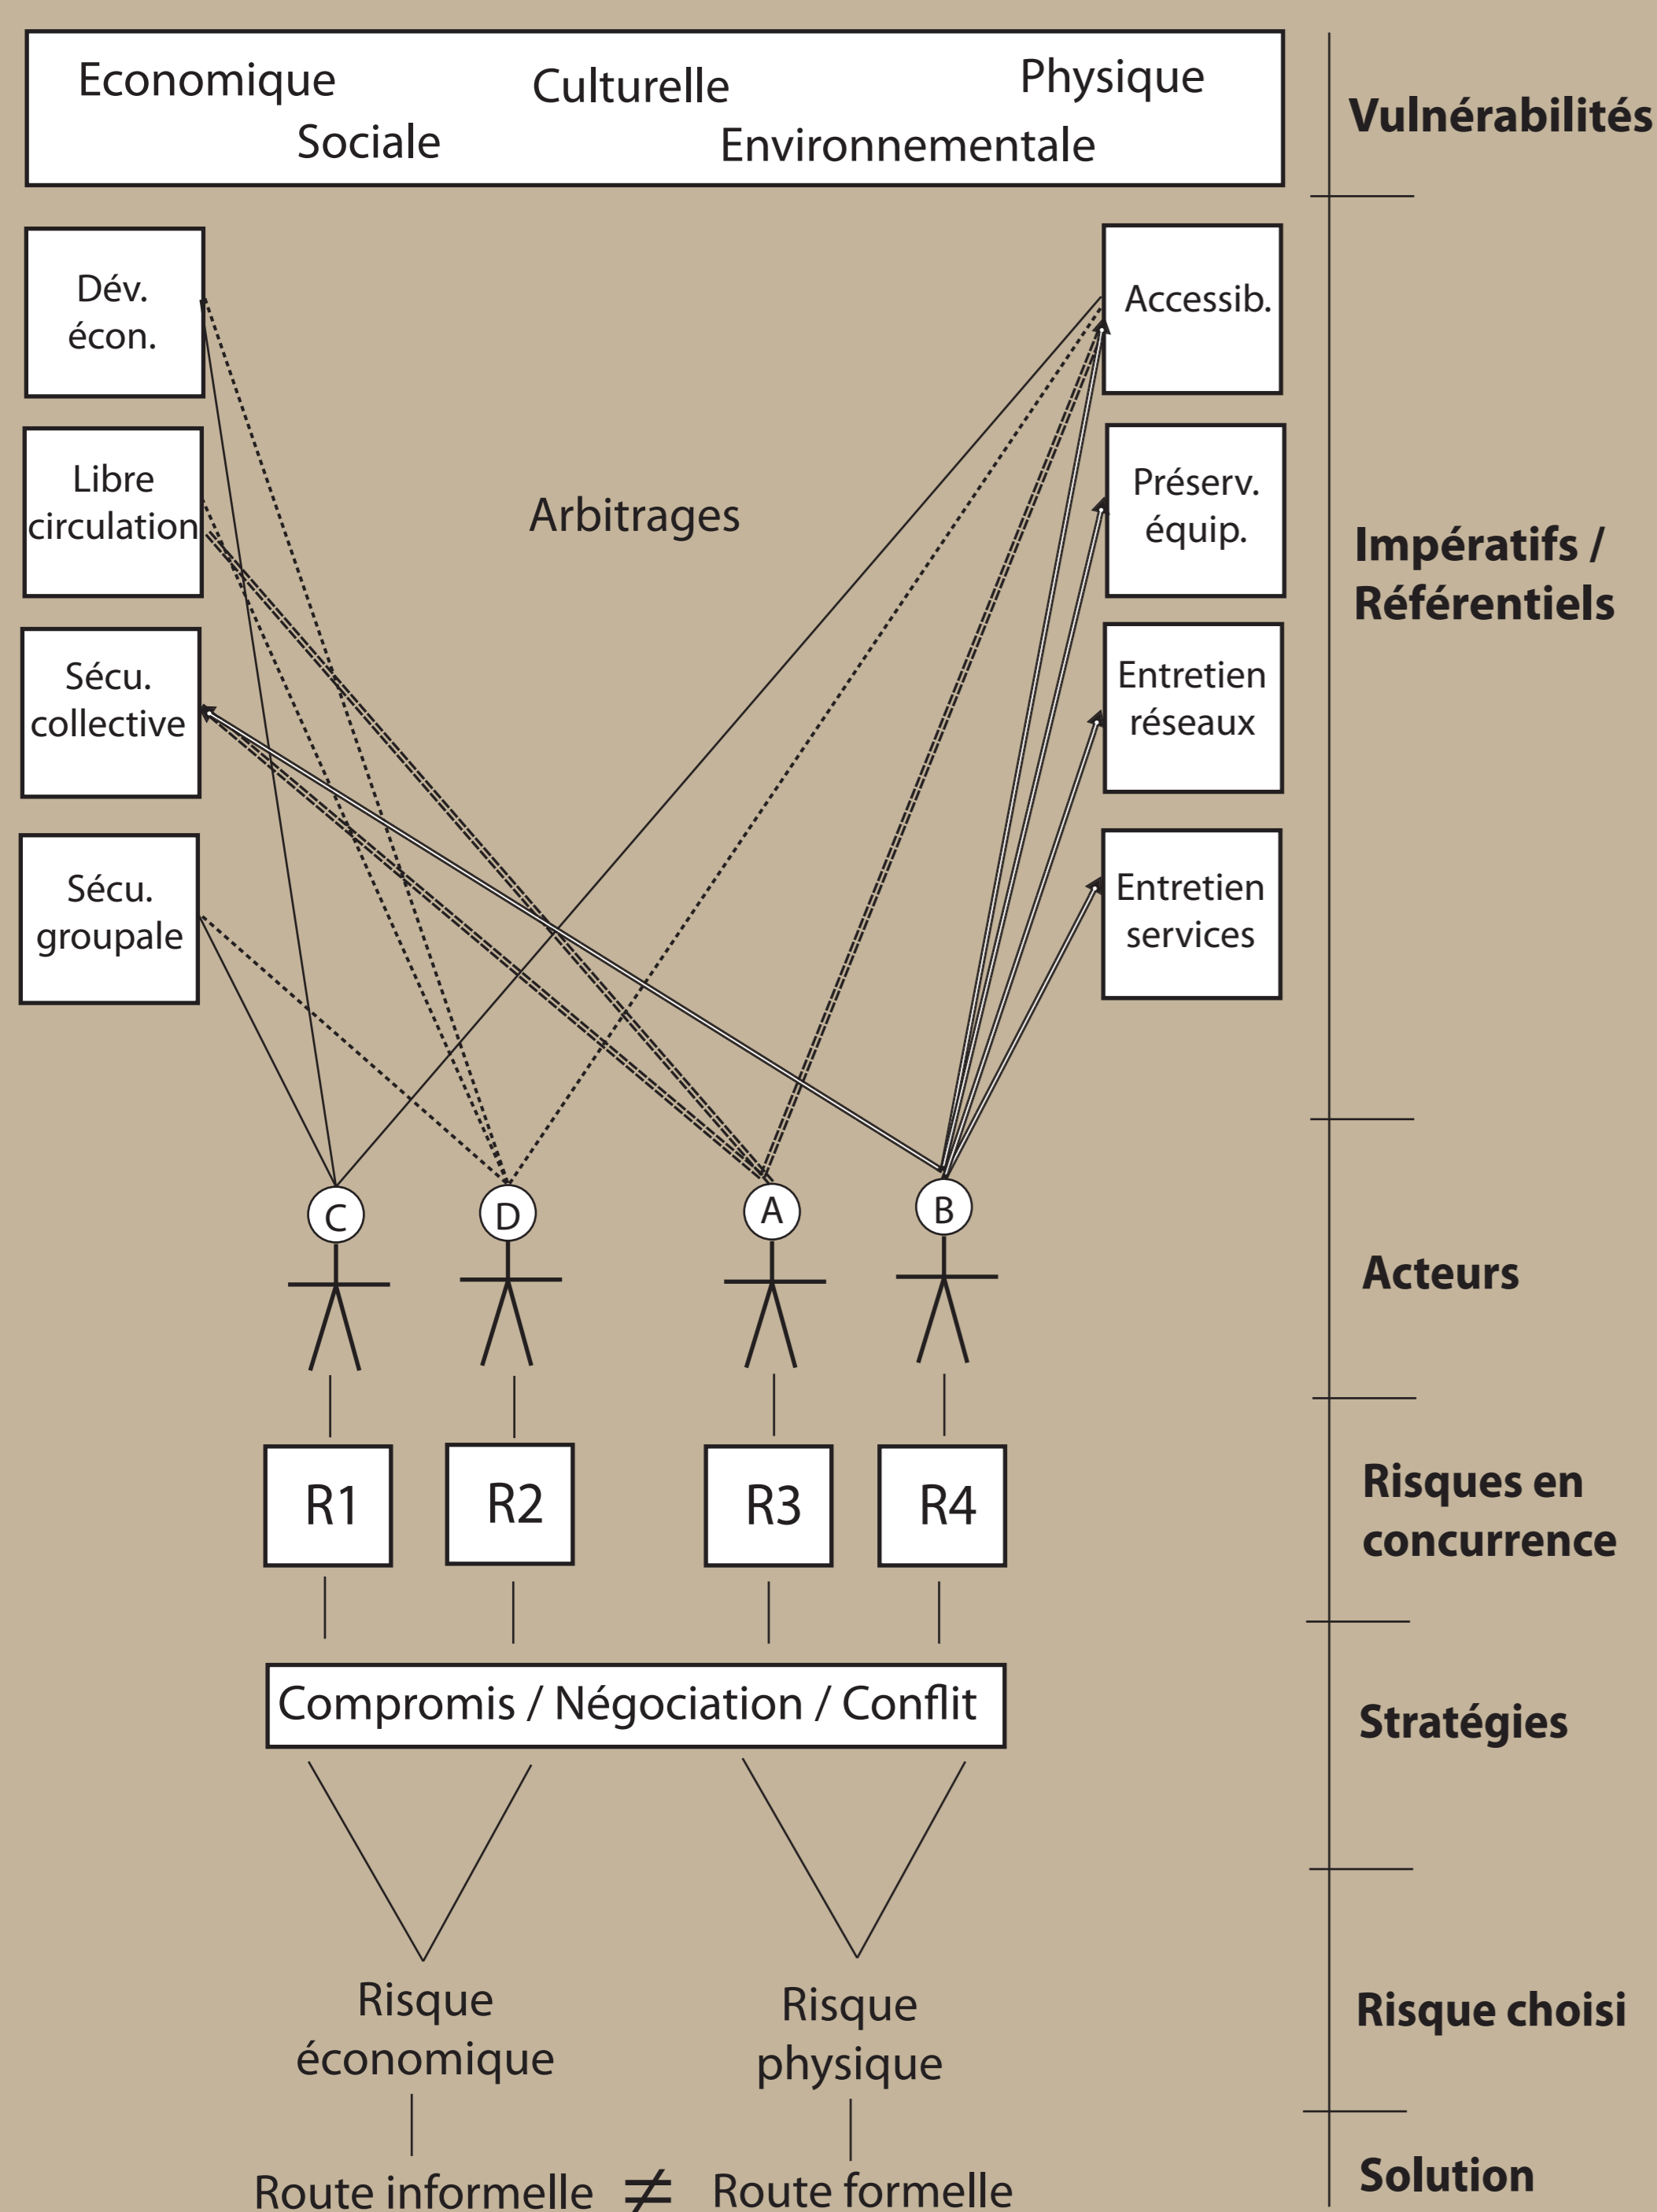 Economique
Culturelle
Physique
Sociale
Environnementale
Vulnérabilités
Dév.
écon.
Accessib.
Libre
circulation
Arbitrages
Préserv.
équip.
Impératifs /
Référentiels
Sécu.
collective
Entretien
réseaux
Sécu.
groupale
Entretien
services
C
D
A
B
Acteurs
R1
R2
R3
R4
Risques en
concurrence
Compromis / Négociation / Conflit
Stratégies
Risque
économique
Risque
physique
Risque choisi
Route informelle ≠ Route formelle
Solution